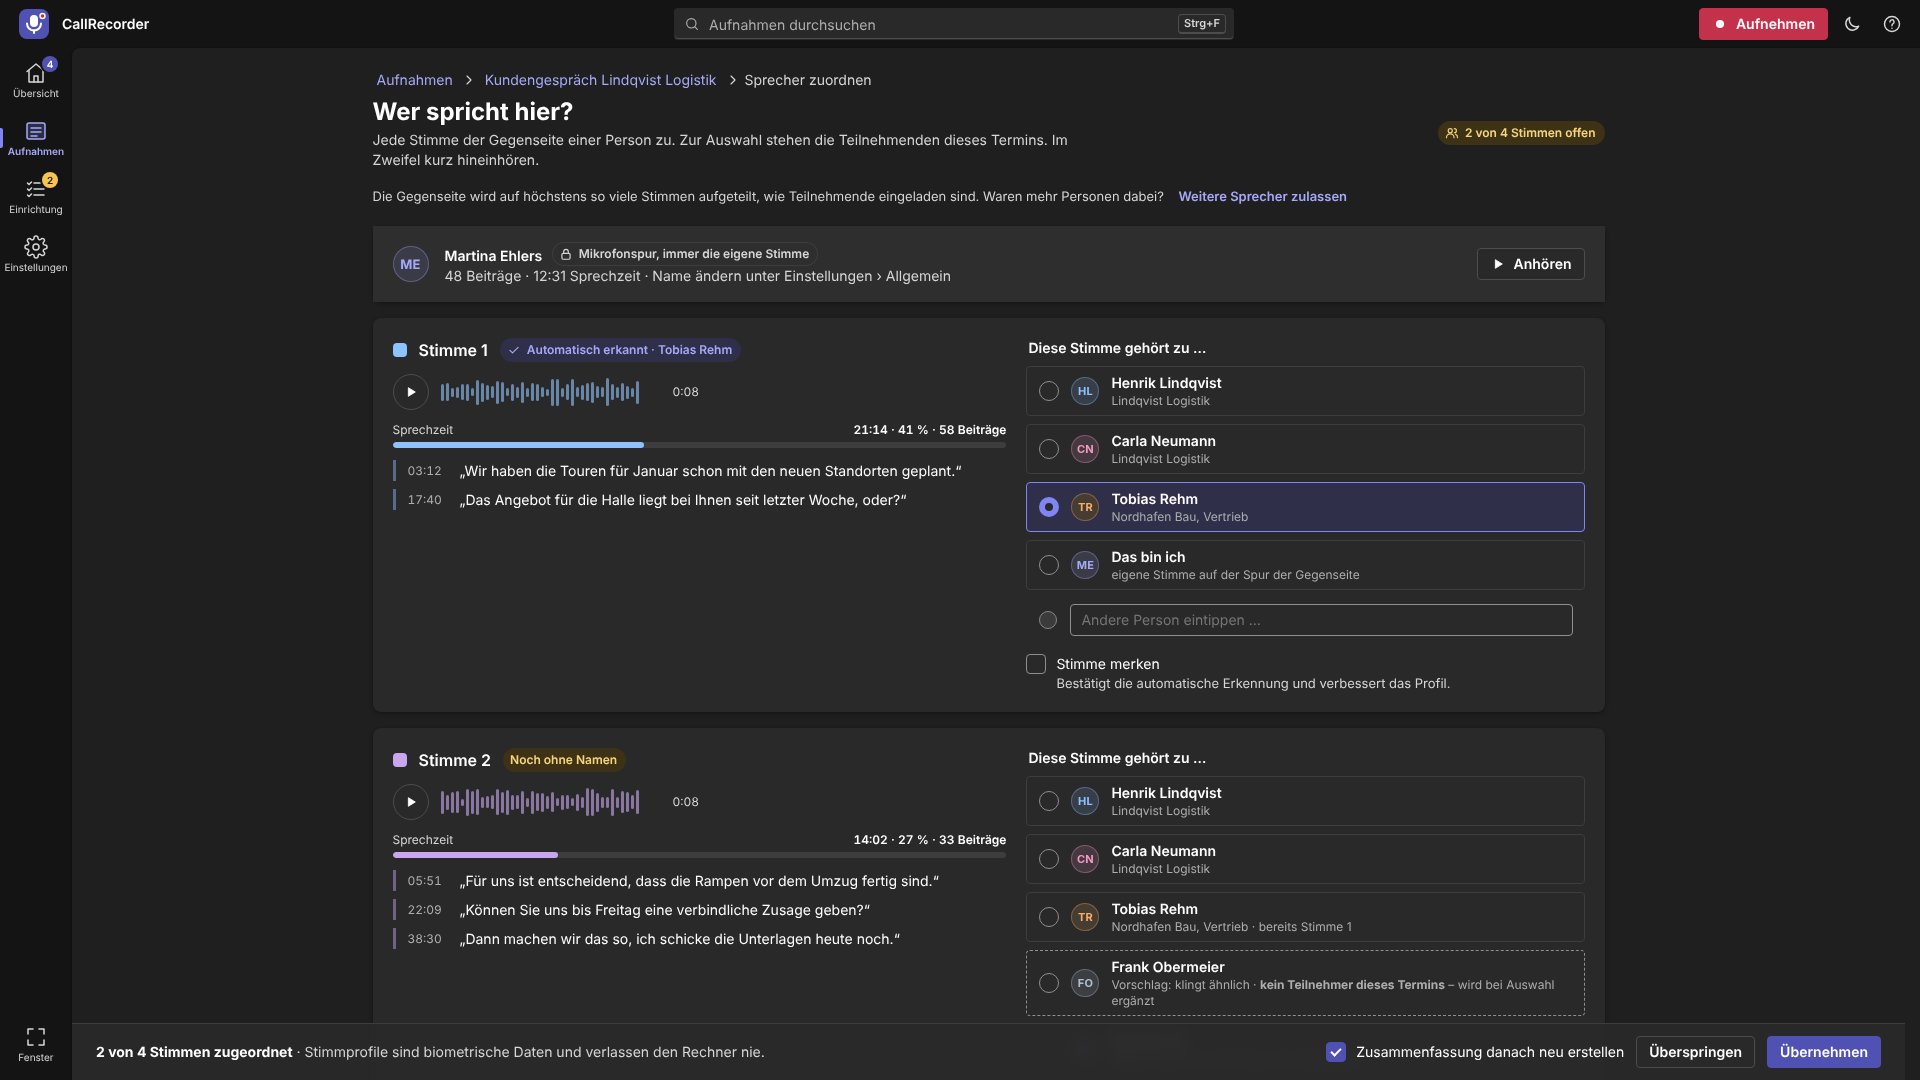 CallRecorder
Aufnahmen durchsuchen
Strg+F
Aufnehmen
4
Übersicht
Aufnahmen
2
Einrichtung
Einstellungen
Fenster
Aufnahmen > Kundengespräch Lindqvist Logistik > Sprecher zuordnen
Wer spricht hier?
Jede Stimme der Gegenseite einer Person zu. Zur Auswahl stehen die Teilnehmenden dieses Termins. Im
Zweifel kurz hineinhören.
2 von 4 Stimmen offen
Die Gegenseite wird auf höchstens so viele Stimmen aufgeteilt, wie Teilnehmende eingeladen sind. Waren mehr Personen dabei? Weitere Sprecher zulassen
ME
Martina Ehlers
Mikrofonspur, immer die eigene Stimme
48 Beiträge · 12:31 Sprechzeit · Name ändern unter Einstellungen › Allgemein
Anhören
Stimme 1
Automatisch erkannt · Tobias Rehm
0:08
Sprechzeit
21:14 · 41 % · 58 Beiträge
03:12 „Wir haben die Touren für Januar schon mit den neuen Standorten geplant.“
17:40 „Das Angebot für die Halle liegt bei Ihnen seit letzter Woche, oder?“
Diese Stimme gehört zu ...
HL
Henrik Lindqvist
Lindqvist Logistik
CN
Carla Neumann
Lindqvist Logistik
TR
Tobias Rehm
Nordhafen Bau, Vertrieb
ME
Das bin ich
eigene Stimme auf der Spur der Gegenseite
Andere Person eintippen ...
Stimme merken
Bestätigt die automatische Erkennung und verbessert das Profil.
Stimme 2
Noch ohne Namen
0:08
Sprechzeit
14:02 · 27 % · 33 Beiträge
05:51 „Für uns ist entscheidend, dass die Rampen vor dem Umzug fertig sind.“
22:09 „Können Sie uns bis Freitag eine verbindliche Zusage geben?“
38:30 „Dann machen wir das so, ich schicke die Unterlagen heute noch.“
Diese Stimme gehört zu ...
HL
Henrik Lindqvist
Lindqvist Logistik
CN
Carla Neumann
Lindqvist Logistik
TR
Tobias Rehm
Nordhafen Bau, Vertrieb · bereits Stimme 1
FO
Frank Obermeier
Vorschlag: klingt ähnlich · kein Teilnehmer dieses Termins – wird bei Auswahl
ergänzt
2 von 4 Stimmen zugeordnet · Stimmprofile sind biometrische Daten und verlassen den Rechner nie.
Zusammenfassung danach neu erstellen
Überspringen
Übernehmen